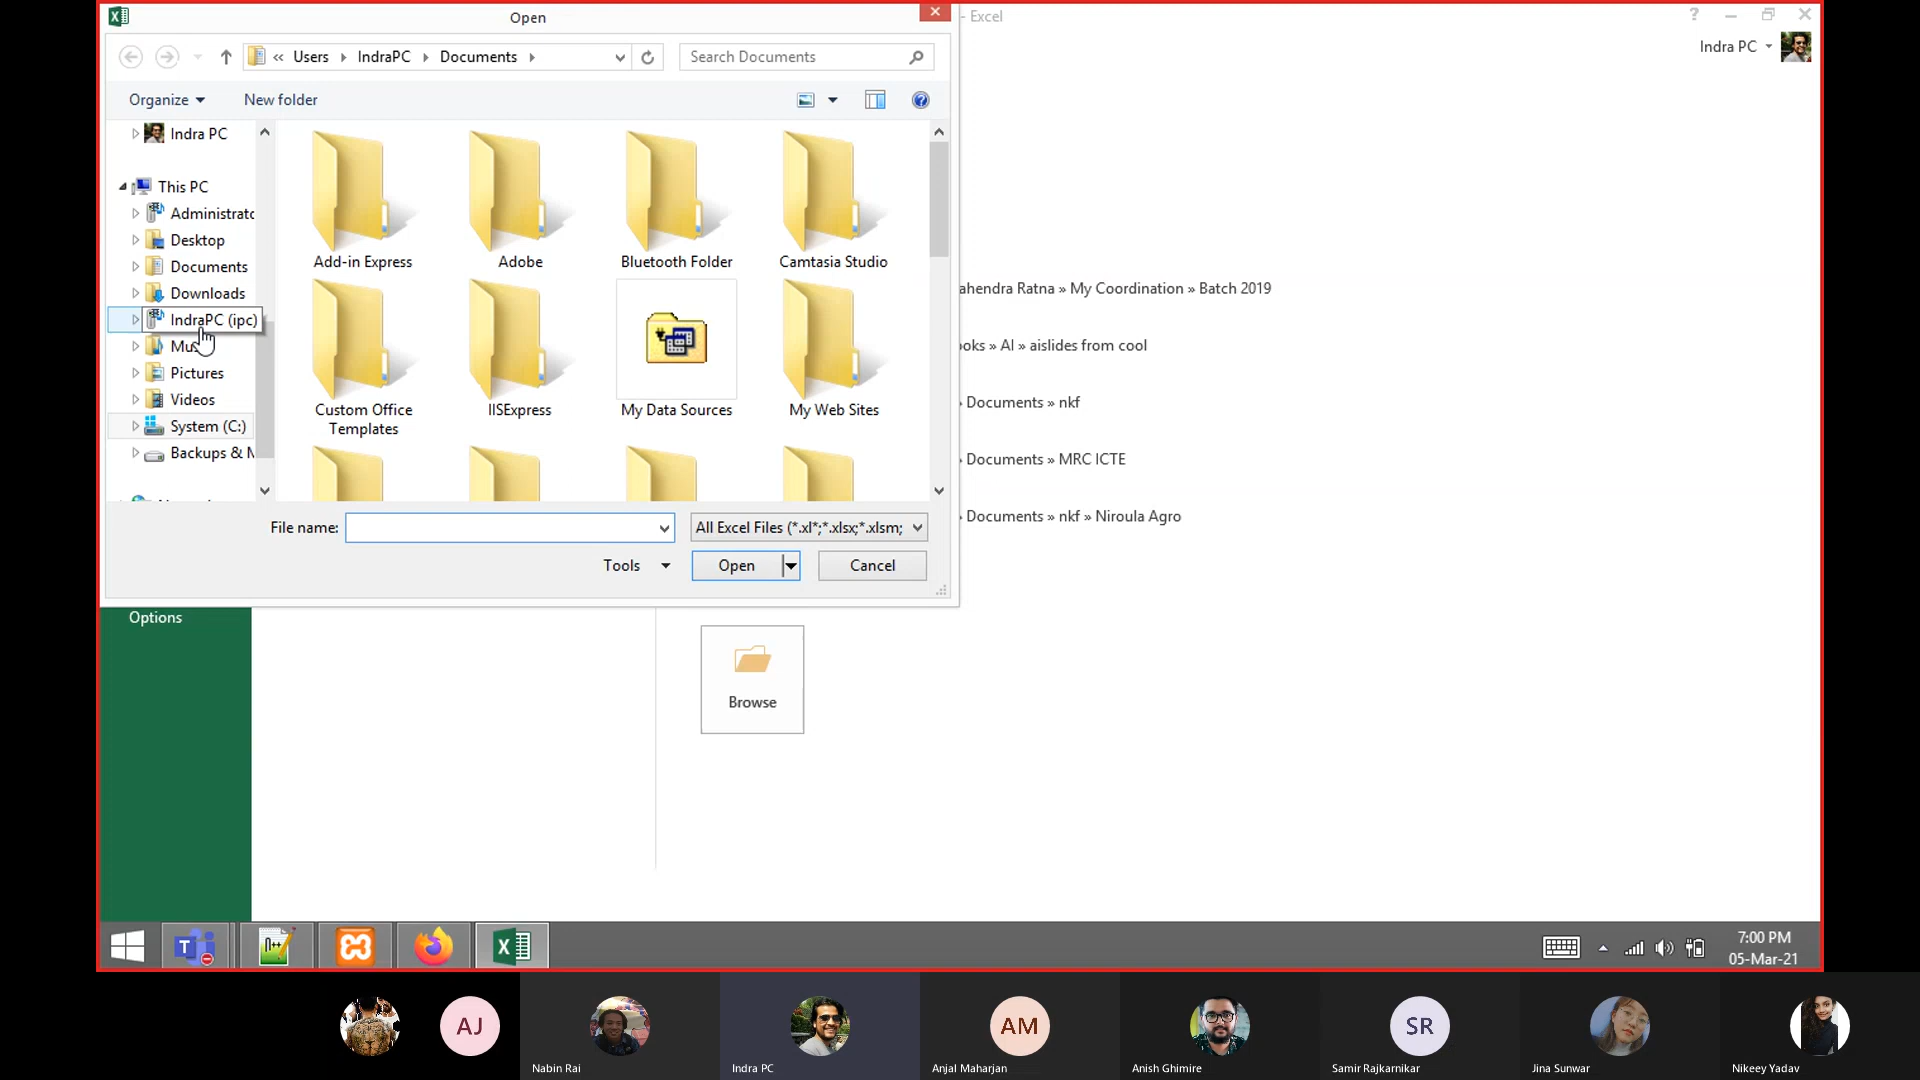 Open
- Excel
Indra PC
« Users IndraPC Documents
Search Documents
Organize
New folder
Indra PC
This PC
Administratc
Desktop
Documents
Downloads
IndraPC (ipc)
Pictures
Videos
System (C:)
Backups & M
Add-in Express
Adobe
Bluetooth Folder
Camtasia Studio
Custom Office
Templates
IISExpress
My Data Sources
My Web Sites
File name:
All Excel Files (*.xl*;*.xlsx;*.xlsm;
Tools
Open
Cancel
ahendra Ratna » My Coordination » Batch 2019
ooks » AI » aislides from cool
» Documents » nkf
» Documents » MRC ICTE
» Documents » nkf » Niroula Agro
Options
Browse
7:00 PM
05-Mar-21
AJ
AM
SR
Nabin Rai
Indra PC
Anjal Maharjan
Anish Ghimire
Samir Rajkarnikar
Jina Sunwar
Nikeey Yadav